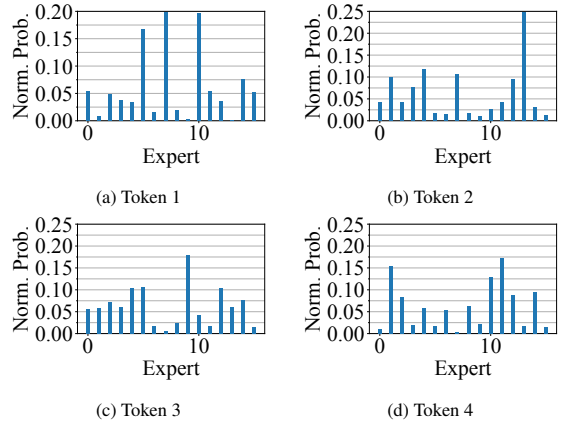 Norm. Prob.
0.20
0.15
0.10
0.05
0.00
0 10
Expert
(a) Token 1
Norm. Prob.
0.25
0.20
0.15
0.10
0.05
0.00
0 10
Expert
(b) Token 2
Norm. Prob.
0.25
0.20
0.15
0.10
0.05
0.00
0 10
Expert
(c) Token 3
Norm. Prob.
0.25
0.20
0.15
0.10
0.05
0.00
0 10
Expert
(d) Token 4